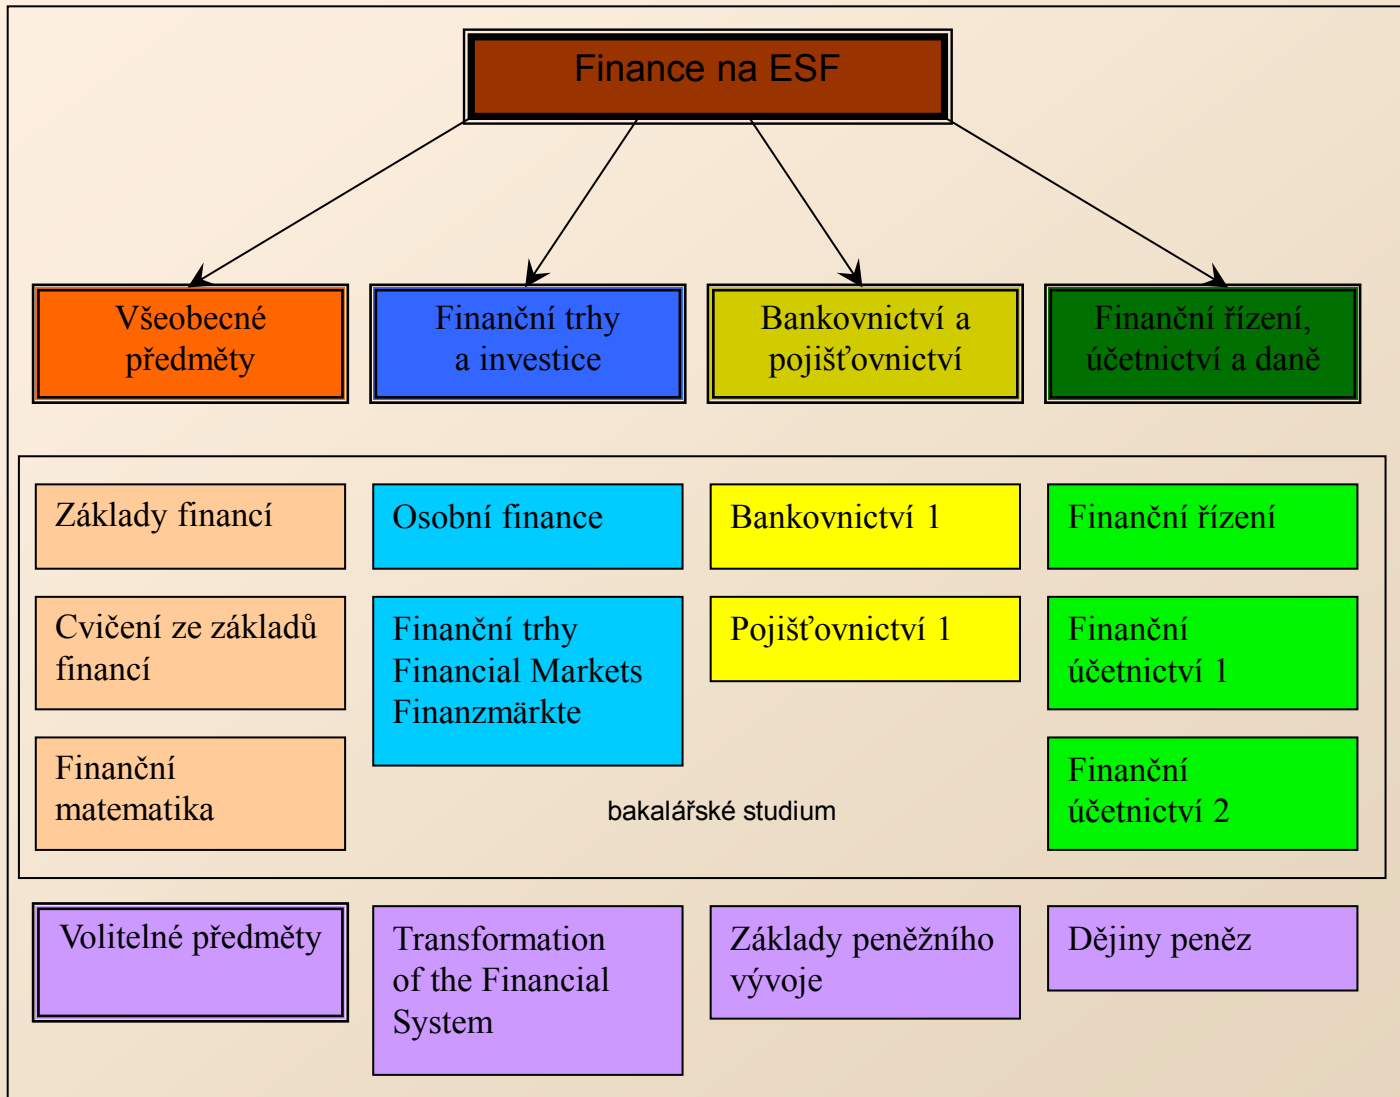 Finance na ESF
Všeobecné
předměty
Finanční trhy
a investice
Bankovnictví a
pojišťovnictví
Finanční řízení,
účetnictví a daně
Základy financí
Osobní finance
Bankovnictví 1
Finanční řízení
Cvičení ze základů
financí
Finanční trhy
Financial Markets
Finanzmärkte
Pojišťovnictví 1
Finanční
účetnictví 1
Finanční
matematika
bakalářské studium
Finanční
účetnictví 2
Volitelné předměty
Transformation
of the Financial
System
Základy peněžního
vývoje
Dějiny peněz